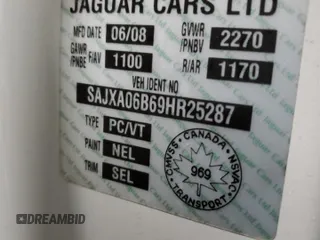 JAGUAR CARS LTD
MFD DATE 06/08 GVWR /PNBV 2270
GAWR /PNBE F/AV 1100 R/AR 1170
VEH IDENT NO
SAJXA06B69HR25287
TYPE PC/VT
PAINT NEL
TRIM SEL
CMVSS - CANADA - NSVAC
969
TRANSPORT
DREAMBID